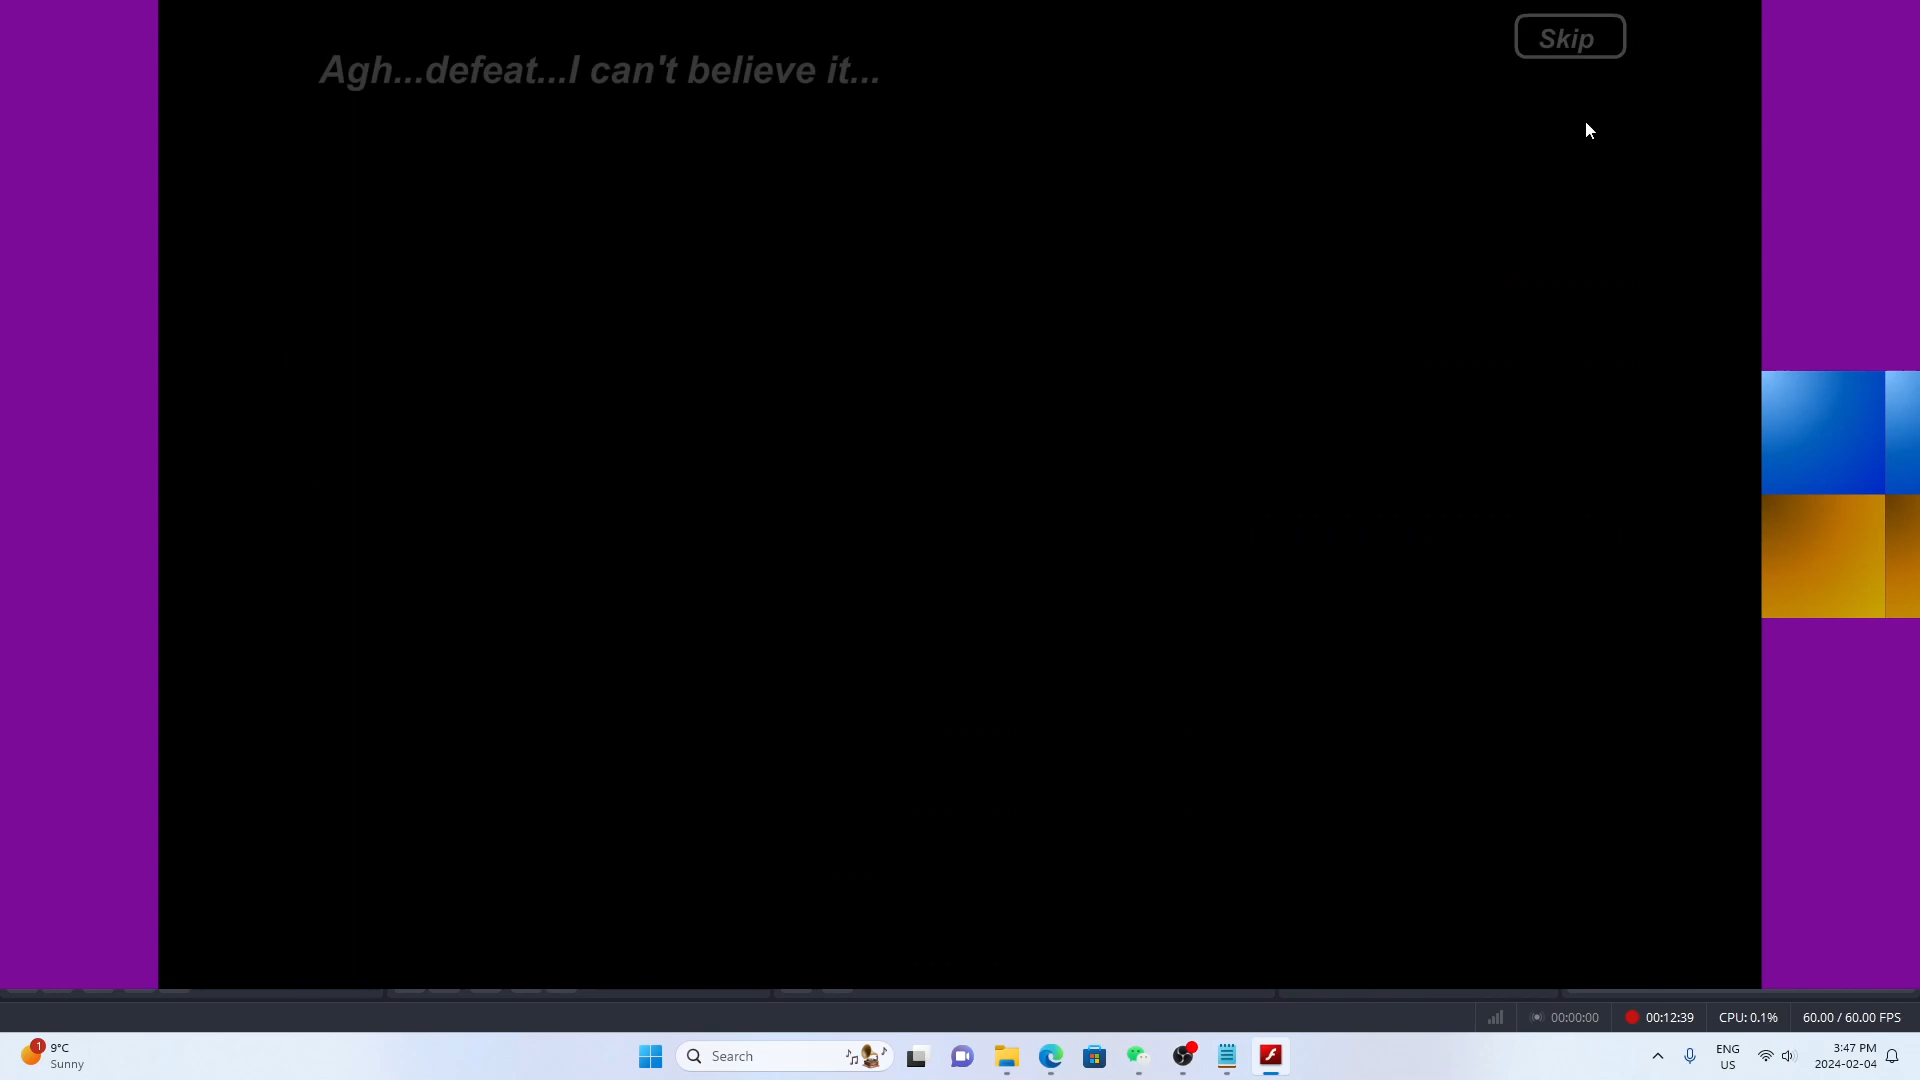 Skip
Agh...defeat...I can't believe it...
00:00:00
00:12:39
CPU: 0.1%
60.00 / 60.00 FPS
1
9°C
Sunny
Search
ENG
US
3:47 PM
2024-02-04